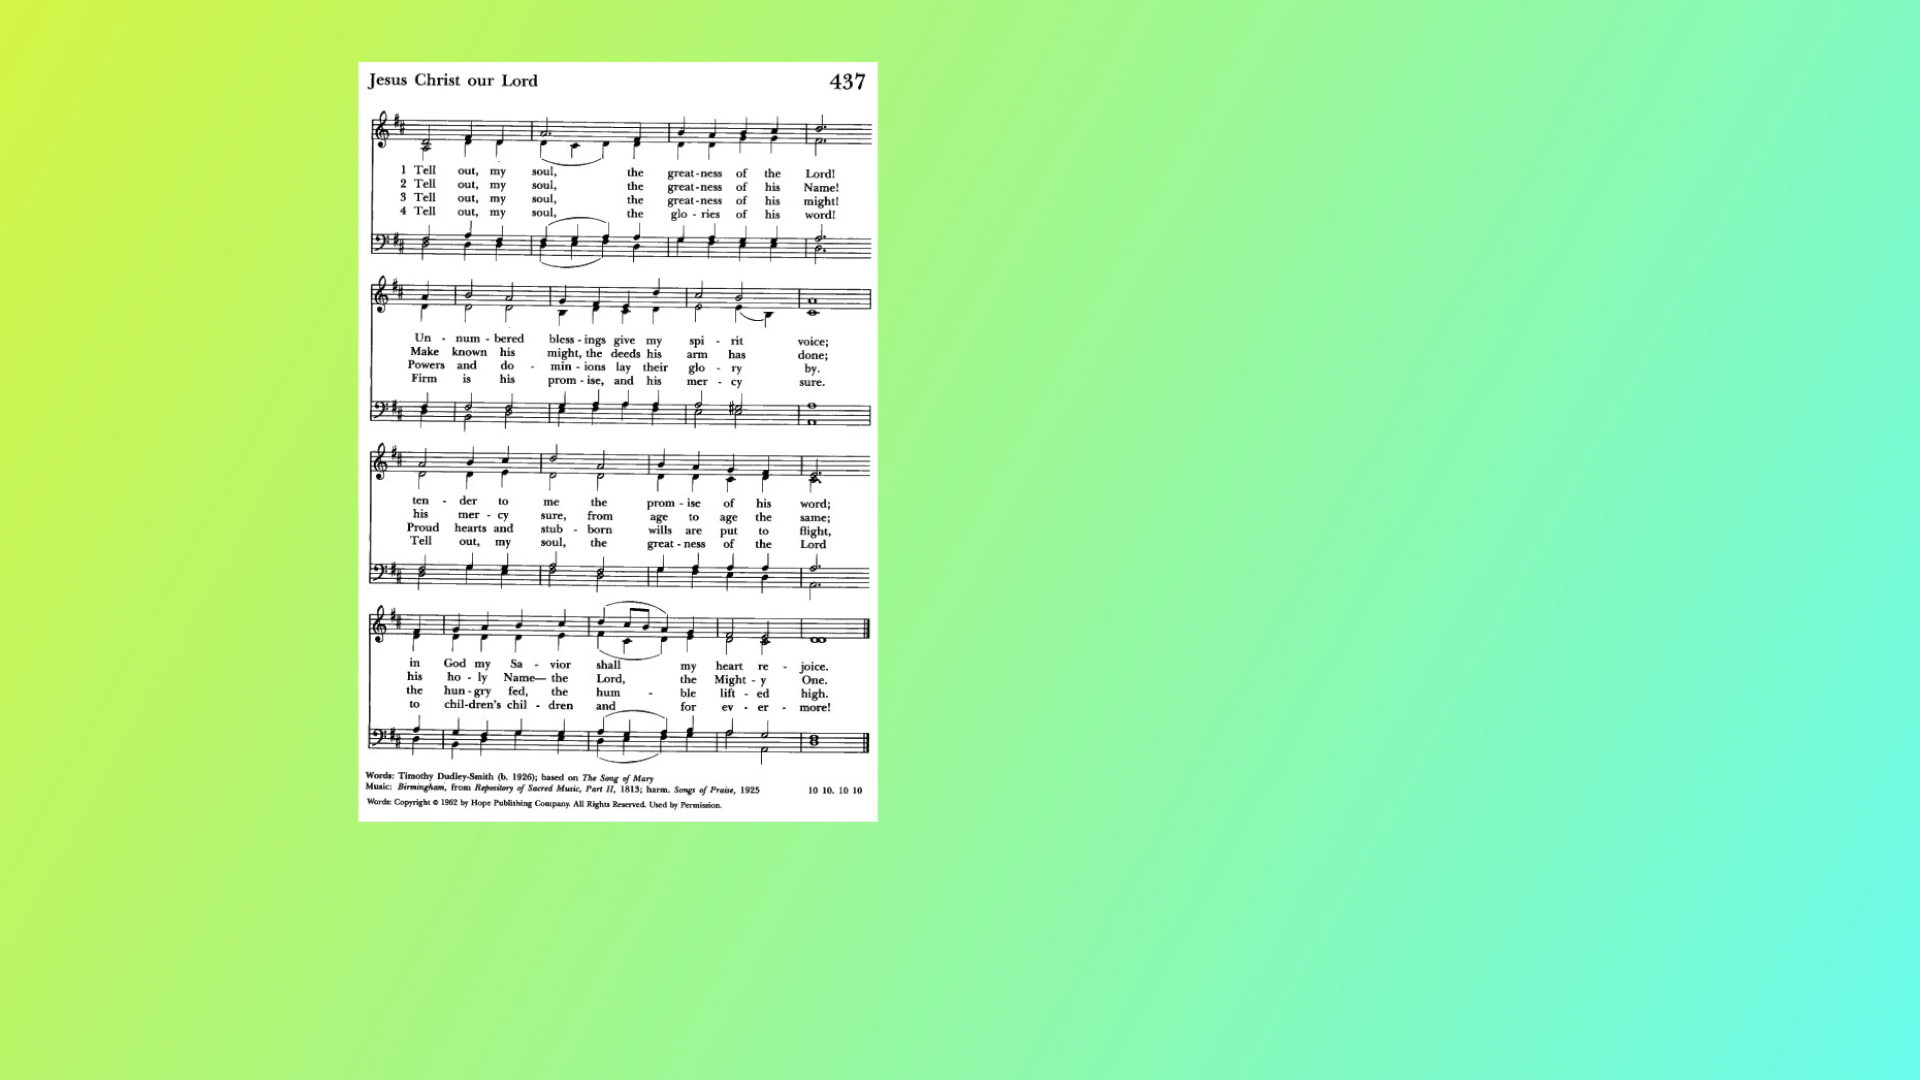 Jesus Christ our Lord 437
1 Tell out, my soul, the great-ness of the Lord!
2 Tell out, my soul, the great-ness of his Name!
3 Tell out, my soul, the great-ness of his might!
4 Tell out, my soul, the glo - ries of his word!
Un - num - bered bless - ings give my spi - rit voice;
Make known his might, the deeds his arm has done;
Powers and do - min - ions lay their glo - ry by.
Firm is his prom - ise, and his mer - cy sure.
ten - der to me the prom - ise of his word;
his mer - cy sure, from age to age the same;
Proud hearts and stub - born wills are put to flight,
Tell out, my soul, the great - ness of the Lord
in God my Sa - vior shall my heart re - joice.
his ho - ly Name— the Lord, the Might - y One.
the hun - gry fed, the hum - ble lift - ed high.
to chil-dren's chil - dren and for ev - er - more!
Words: Timothy Dudley-Smith (b. 1926); based on The Song of Mary
Music: Birmingham, from Repository of Sacred Music, Part II, 1813; harm. Songs of Praise, 1925 10 10. 10 10
Words: Copyright © 1962 by Hope Publishing Company. All Rights Reserved. Used by Permission.